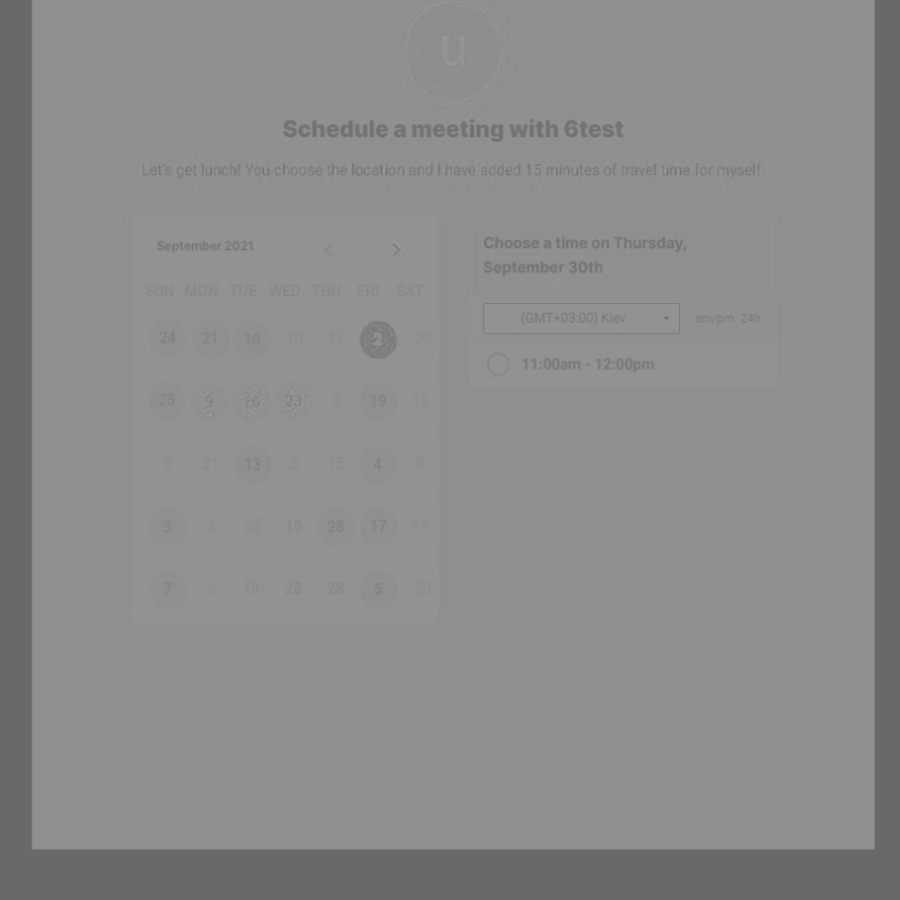 u
Schedule a meeting with 6test
Let's get lunch! You choose the location and I have added 15 minutes of travel time for myself.
September 2021
SUN MON TUE WED THU FRI SAT
24 21 10 10 17 2 20
25 9 16 23 8 19 15
9 21 13 3 15 4 8
3 3 25 19 28 17 15
7 6 19 28 28 5 20
Choose a time on Thursday,
September 30th
(GMT+03:00) Kiev am/pm 24h
11:00am - 12:00pm